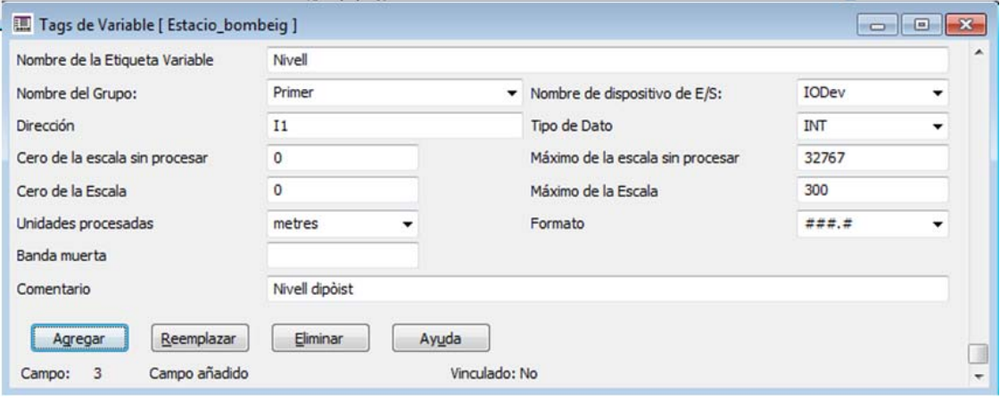 Tags de Variable [ Estacio_bombeig ]
Nombre de la Etiqueta Variable Nivell
Nombre del Grupo: Primer Nombre de dispositivo de E/S: IODev
Dirección I1 Tipo de Dato INT
Cero de la escala sin procesar 0 Máximo de la escala sin procesar 32767
Cero de la Escala 0 Máximo de la Escala 300
Unidades procesadas metres Formato ###.#
Banda muerta
Comentario Nivell dipòist
Agregar Reemplazar Eliminar Ayuda
Campo: 3 Campo añadido Vinculado: No